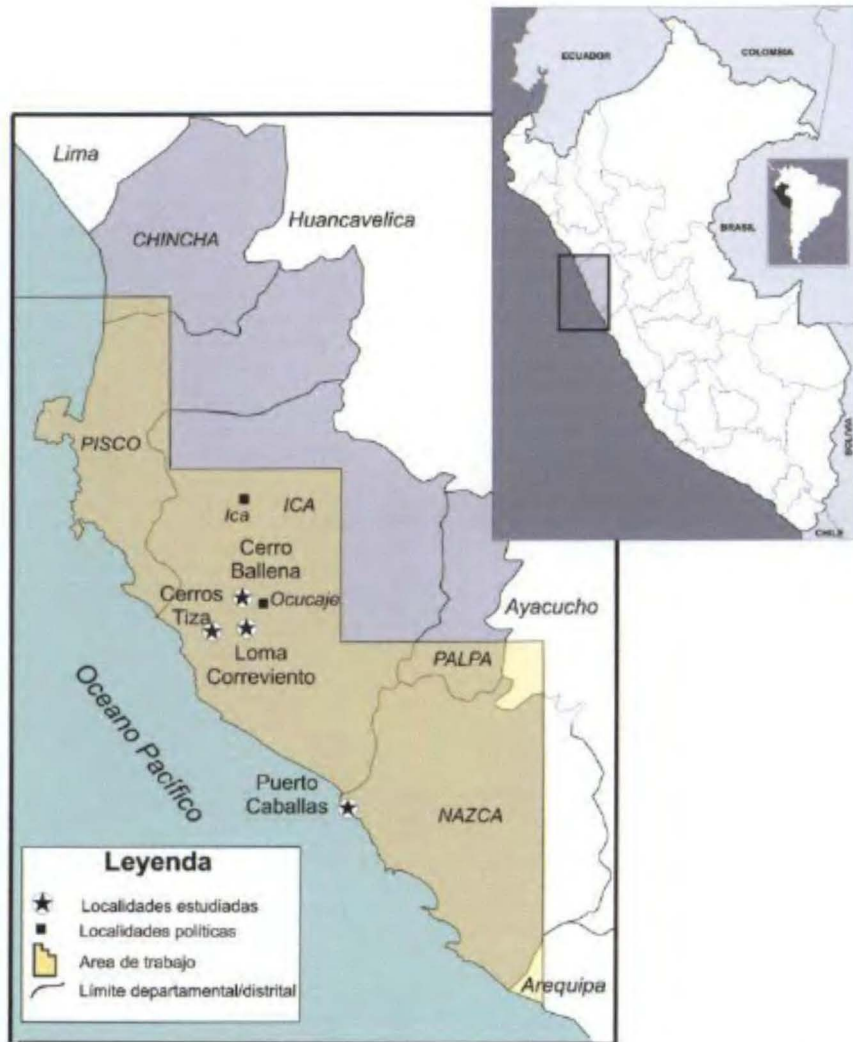 ECUADOR
COLOMBIA
BRASIL
BOLIVIA
CHILE
Lima
Huancavelica
CHINCHA
PISCO
Ica
ICA
Cerro
Ballena
Cerros
Tiza
Ocucaje
Loma
Correviento
Ayacucho
PALPA
Oceano Pacífico
Puerto
Caballas
NAZCA
Arequipa
Leyenda
Localidades estudiadas
Localidades políticas
Area de trabajo
Límite departamental/distrital